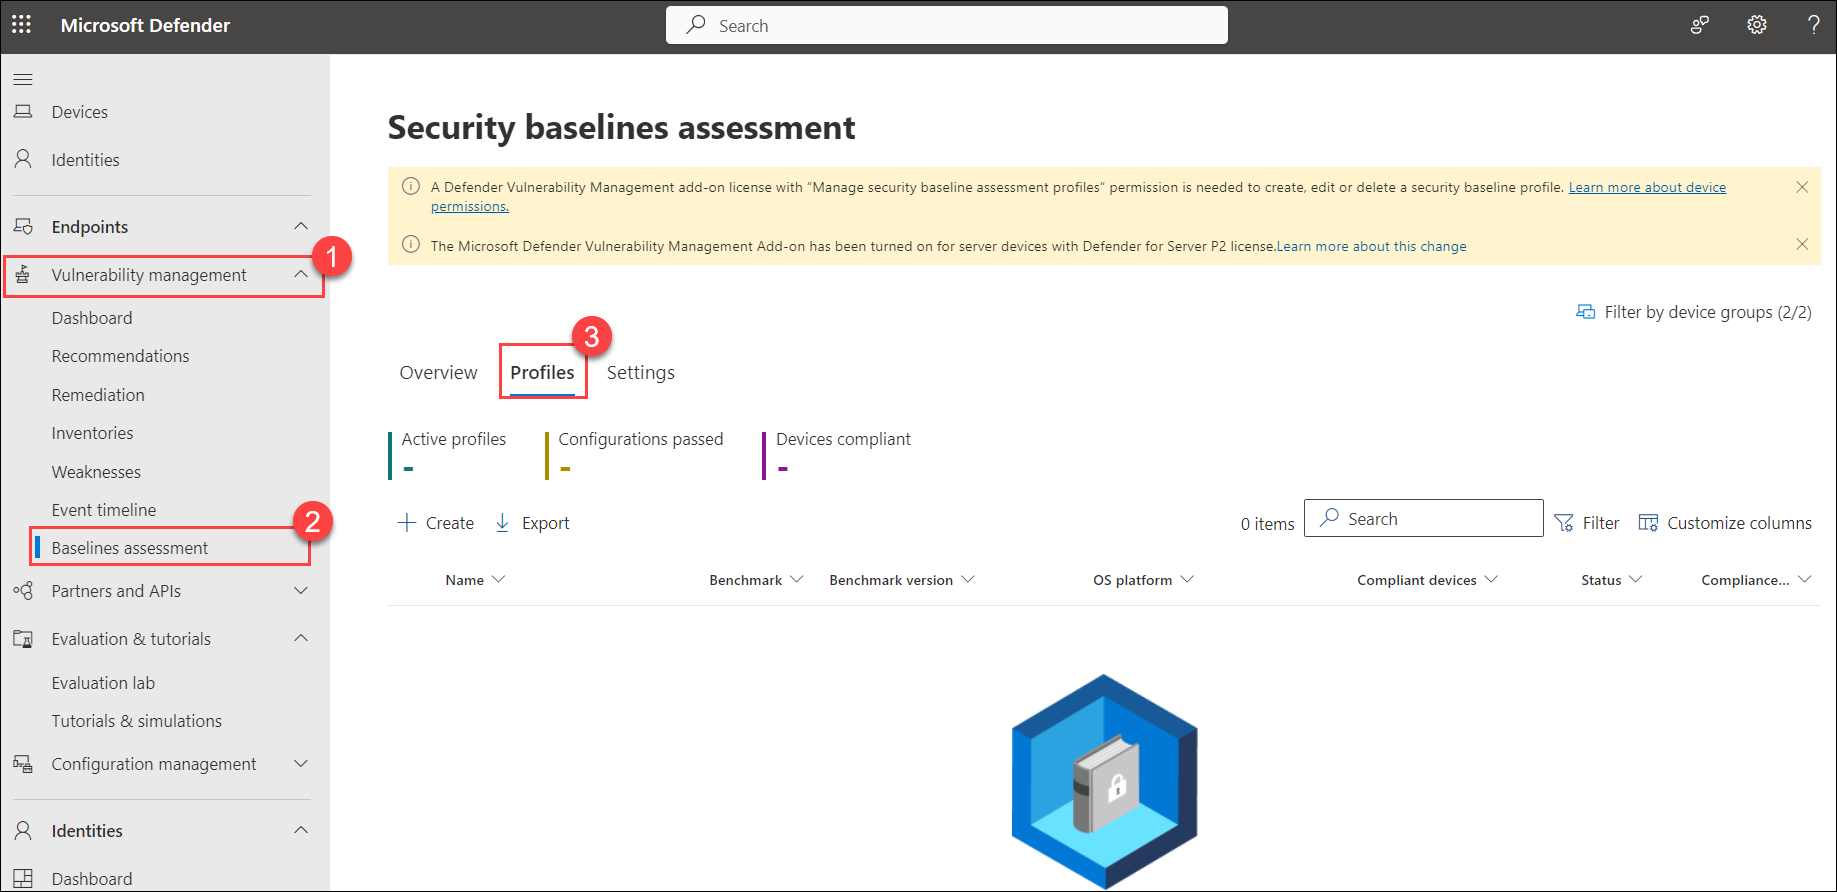 Microsoft Defender
Search
Devices
Identities
Endpoints
1
Vulnerability management
Dashboard
Recommendations
Remediation
Inventories
Weaknesses
Event timeline
2
Baselines assessment
Partners and APIs
Evaluation & tutorials
Evaluation lab
Tutorials & simulations
Configuration management
Identities
Dashboard
Security baselines assessment
A Defender Vulnerability Management add-on license with “Manage security baseline assessment profiles” permission is needed to create, edit or delete a security baseline profile. Learn more about device
permissions.
The Microsoft Defender Vulnerability Management Add-on has been turned on for server devices with Defender for Server P2 license.Learn more about this change
Filter by device groups (2/2)
3
Overview Profiles Settings
Active profiles Configurations passed Devices compliant
- - -
Create Export 0 items Search Filter Customize columns
Name Benchmark Benchmark version OS platform Compliant devices Status Compliance...